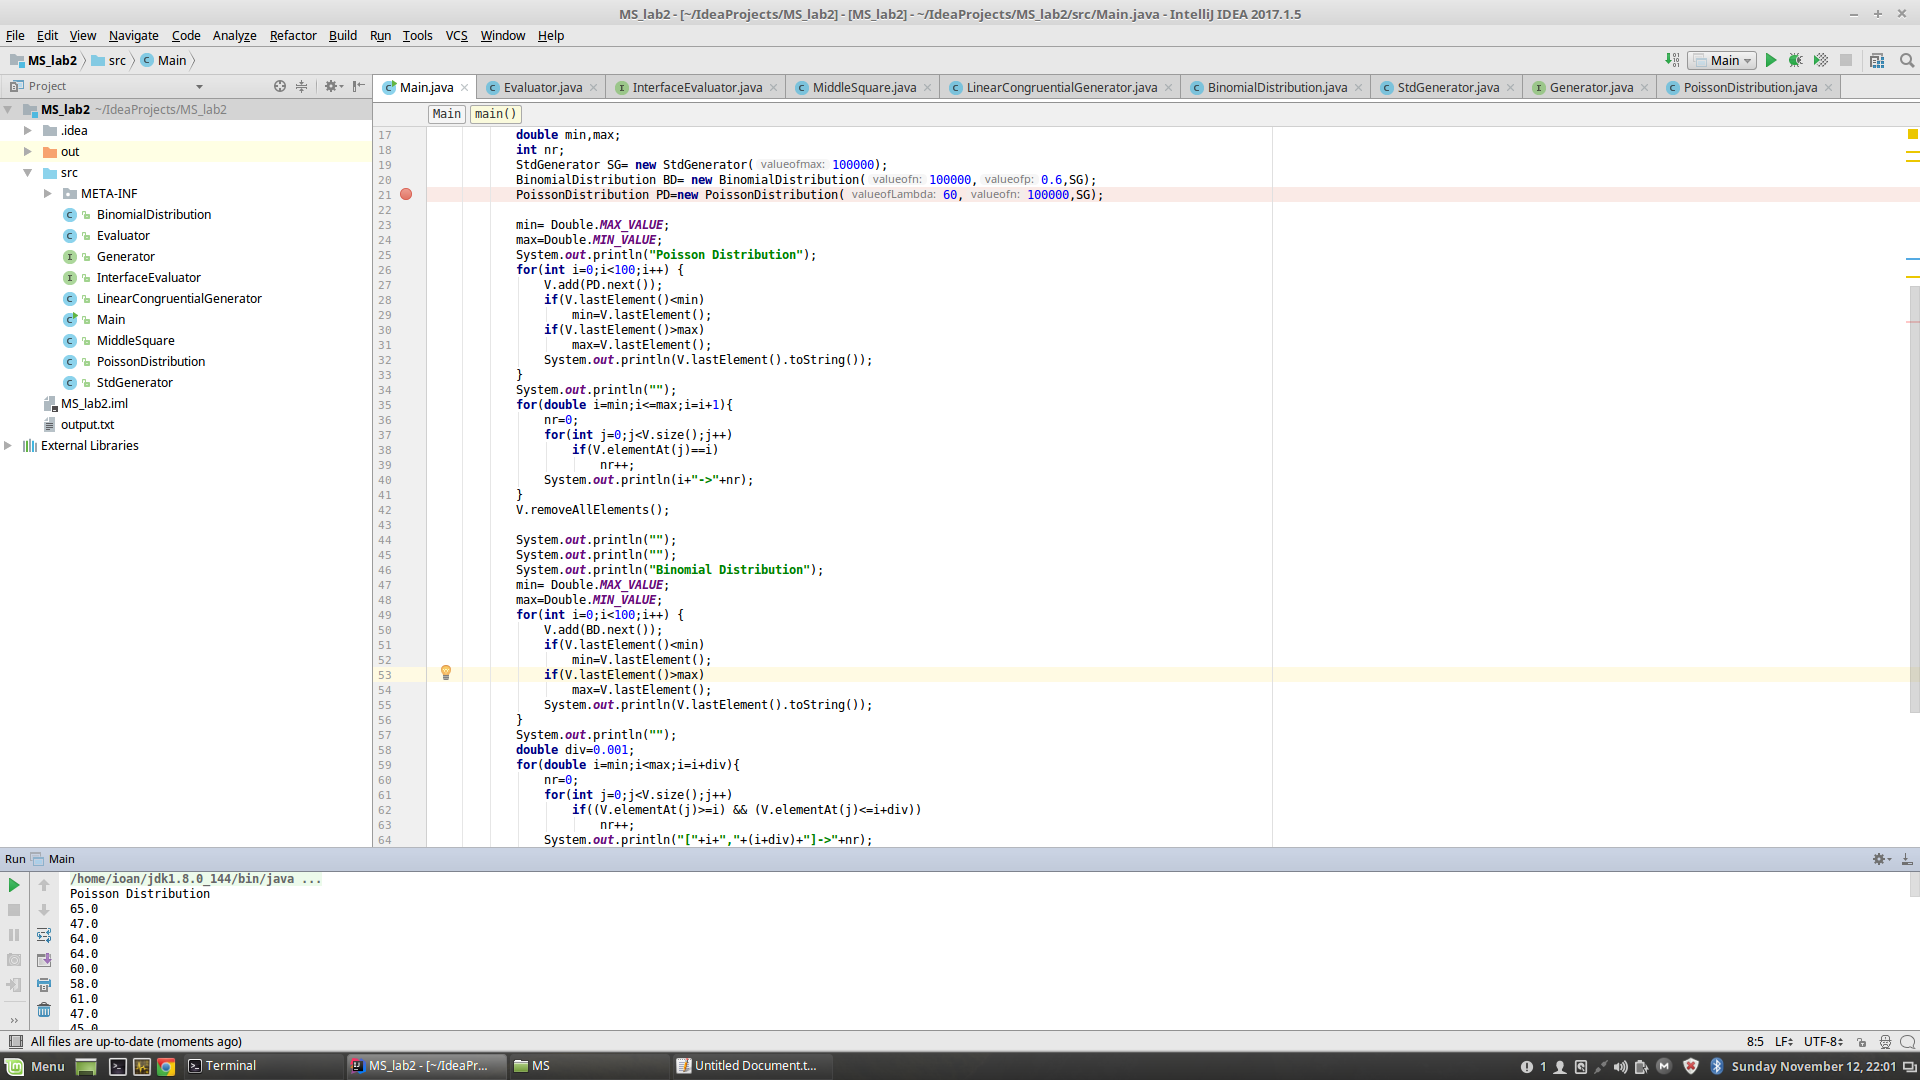 MS_lab2 - [~/IdeaProjects/MS_lab2] - [MS_lab2] - ~/IdeaProjects/MS_lab2/src/Main.java - IntelliJ IDEA 2017.1.5
File Edit View Navigate Code Analyze Refactor Build Run Tools VCS Window Help
MS_lab2 src Main
Main
Project
Main.java Evaluator.java InterfaceEvaluator.java MiddleSquare.java LinearCongruentialGenerator.java BinomialDistribution.java StdGenerator.java Generator.java PoissonDistribution.java
MS_lab2 ~/IdeaProjects/MS_lab2
.idea
out
src
META-INF
BinomialDistribution
Evaluator
Generator
InterfaceEvaluator
LinearCongruentialGenerator
Main
MiddleSquare
PoissonDistribution
StdGenerator
MS_lab2.iml
output.txt
External Libraries
Main main()
17 double min,max;
18 int nr;
19 StdGenerator SG= new StdGenerator( valueofmax: 100000);
20 BinomialDistribution BD= new BinomialDistribution( valueofn: 100000, valueofp: 0.6,SG);
21 PoissonDistribution PD=new PoissonDistribution( valueofLambda: 60, valueofn: 100000,SG);
22
23 min= Double.MAX_VALUE;
24 max=Double.MIN_VALUE;
25 System.out.println("Poisson Distribution");
26 for(int i=0;i<100;i++) {
27 V.add(PD.next());
28 if(V.lastElement()<min)
29 min=V.lastElement();
30 if(V.lastElement()>max)
31 max=V.lastElement();
32 System.out.println(V.lastElement().toString());
33 }
34 System.out.println("");
35 for(double i=min;i<=max;i=i+1){
36 nr=0;
37 for(int j=0;j<V.size();j++)
38 if(V.elementAt(j)==i)
39 nr++;
40 System.out.println(i+"->"+nr);
41 }
42 V.removeAllElements();
43
44 System.out.println("");
45 System.out.println("");
46 System.out.println("Binomial Distribution");
47 min= Double.MAX_VALUE;
48 max=Double.MIN_VALUE;
49 for(int i=0;i<100;i++) {
50 V.add(BD.next());
51 if(V.lastElement()<min)
52 min=V.lastElement();
53 if(V.lastElement()>max)
54 max=V.lastElement();
55 System.out.println(V.lastElement().toString());
56 }
57 System.out.println("");
58 double div=0.001;
59 for(double i=min;i<max;i=i+div){
60 nr=0;
61 for(int j=0;j<V.size();j++)
62 if((V.elementAt(j)>=i) && (V.elementAt(j)<=i+div))
63 nr++;
64 System.out.println("["+i+","+(i+div)+"]->"+nr);
Run Main
/home/ioan/jdk1.8.0_144/bin/java ...
Poisson Distribution
65.0
47.0
64.0
64.0
60.0
58.0
61.0
47.0
45.0
All files are up-to-date (moments ago)
8:5 LF UTF-8
Menu Terminal MS_lab2 - [~/IdeaPr... MS Untitled Document.t... 1 Sunday November 12, 22:01